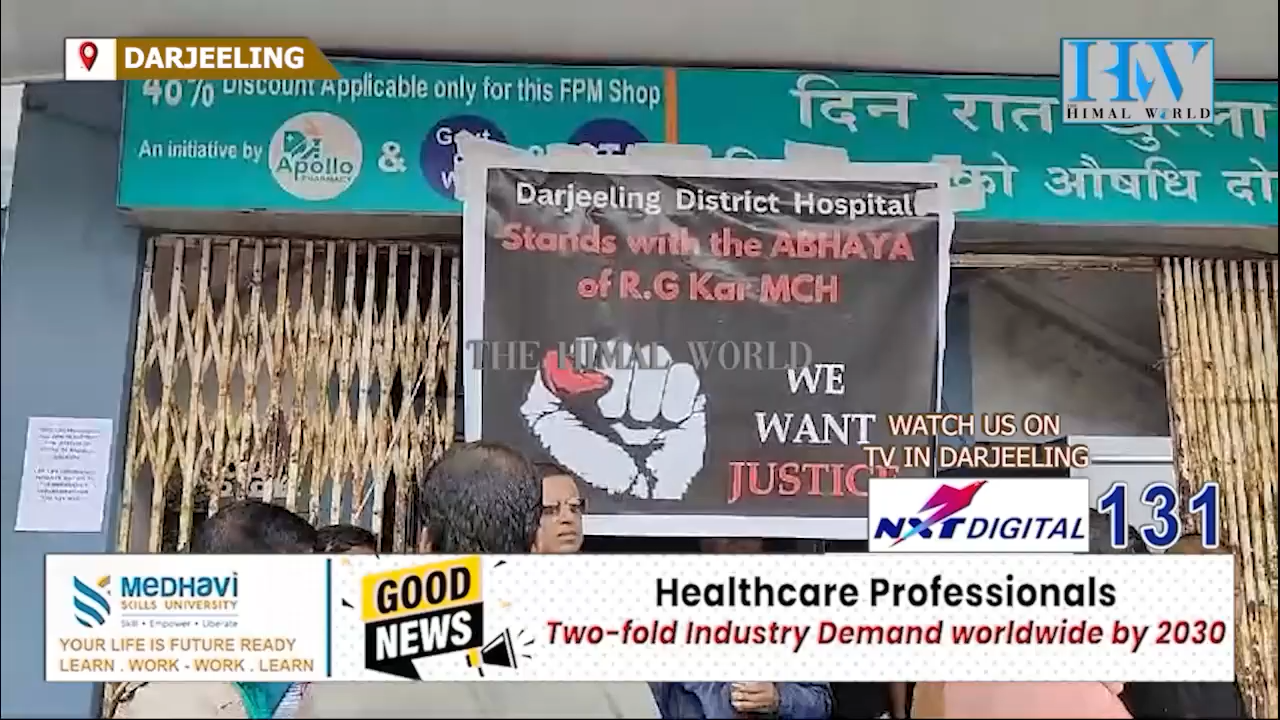 DARJEELING
HW
THE
HIMAL WORLD
40% Discount Applicable only for this FPM Shop
An initiative by Apollo PHARMACY & Govt
दिन रात खुल्ला
को औषधि दो
Darjeeling District Hospital
Stands with the ABHAYA
of R.G Kar MCH
THE HIMAL WORLD
WE
WANT
JUSTICE
WATCH US ON
TV IN DARJEELING
NXT DIGITAL 131
MEDHAVI
SKILLS UNIVERSITY
Skill • Empower • Liberate
YOUR LIFE IS FUTURE READY
LEARN . WORK - WORK . LEARN
GOOD
NEWS
Healthcare Professionals
Two-fold Industry Demand worldwide by 2030